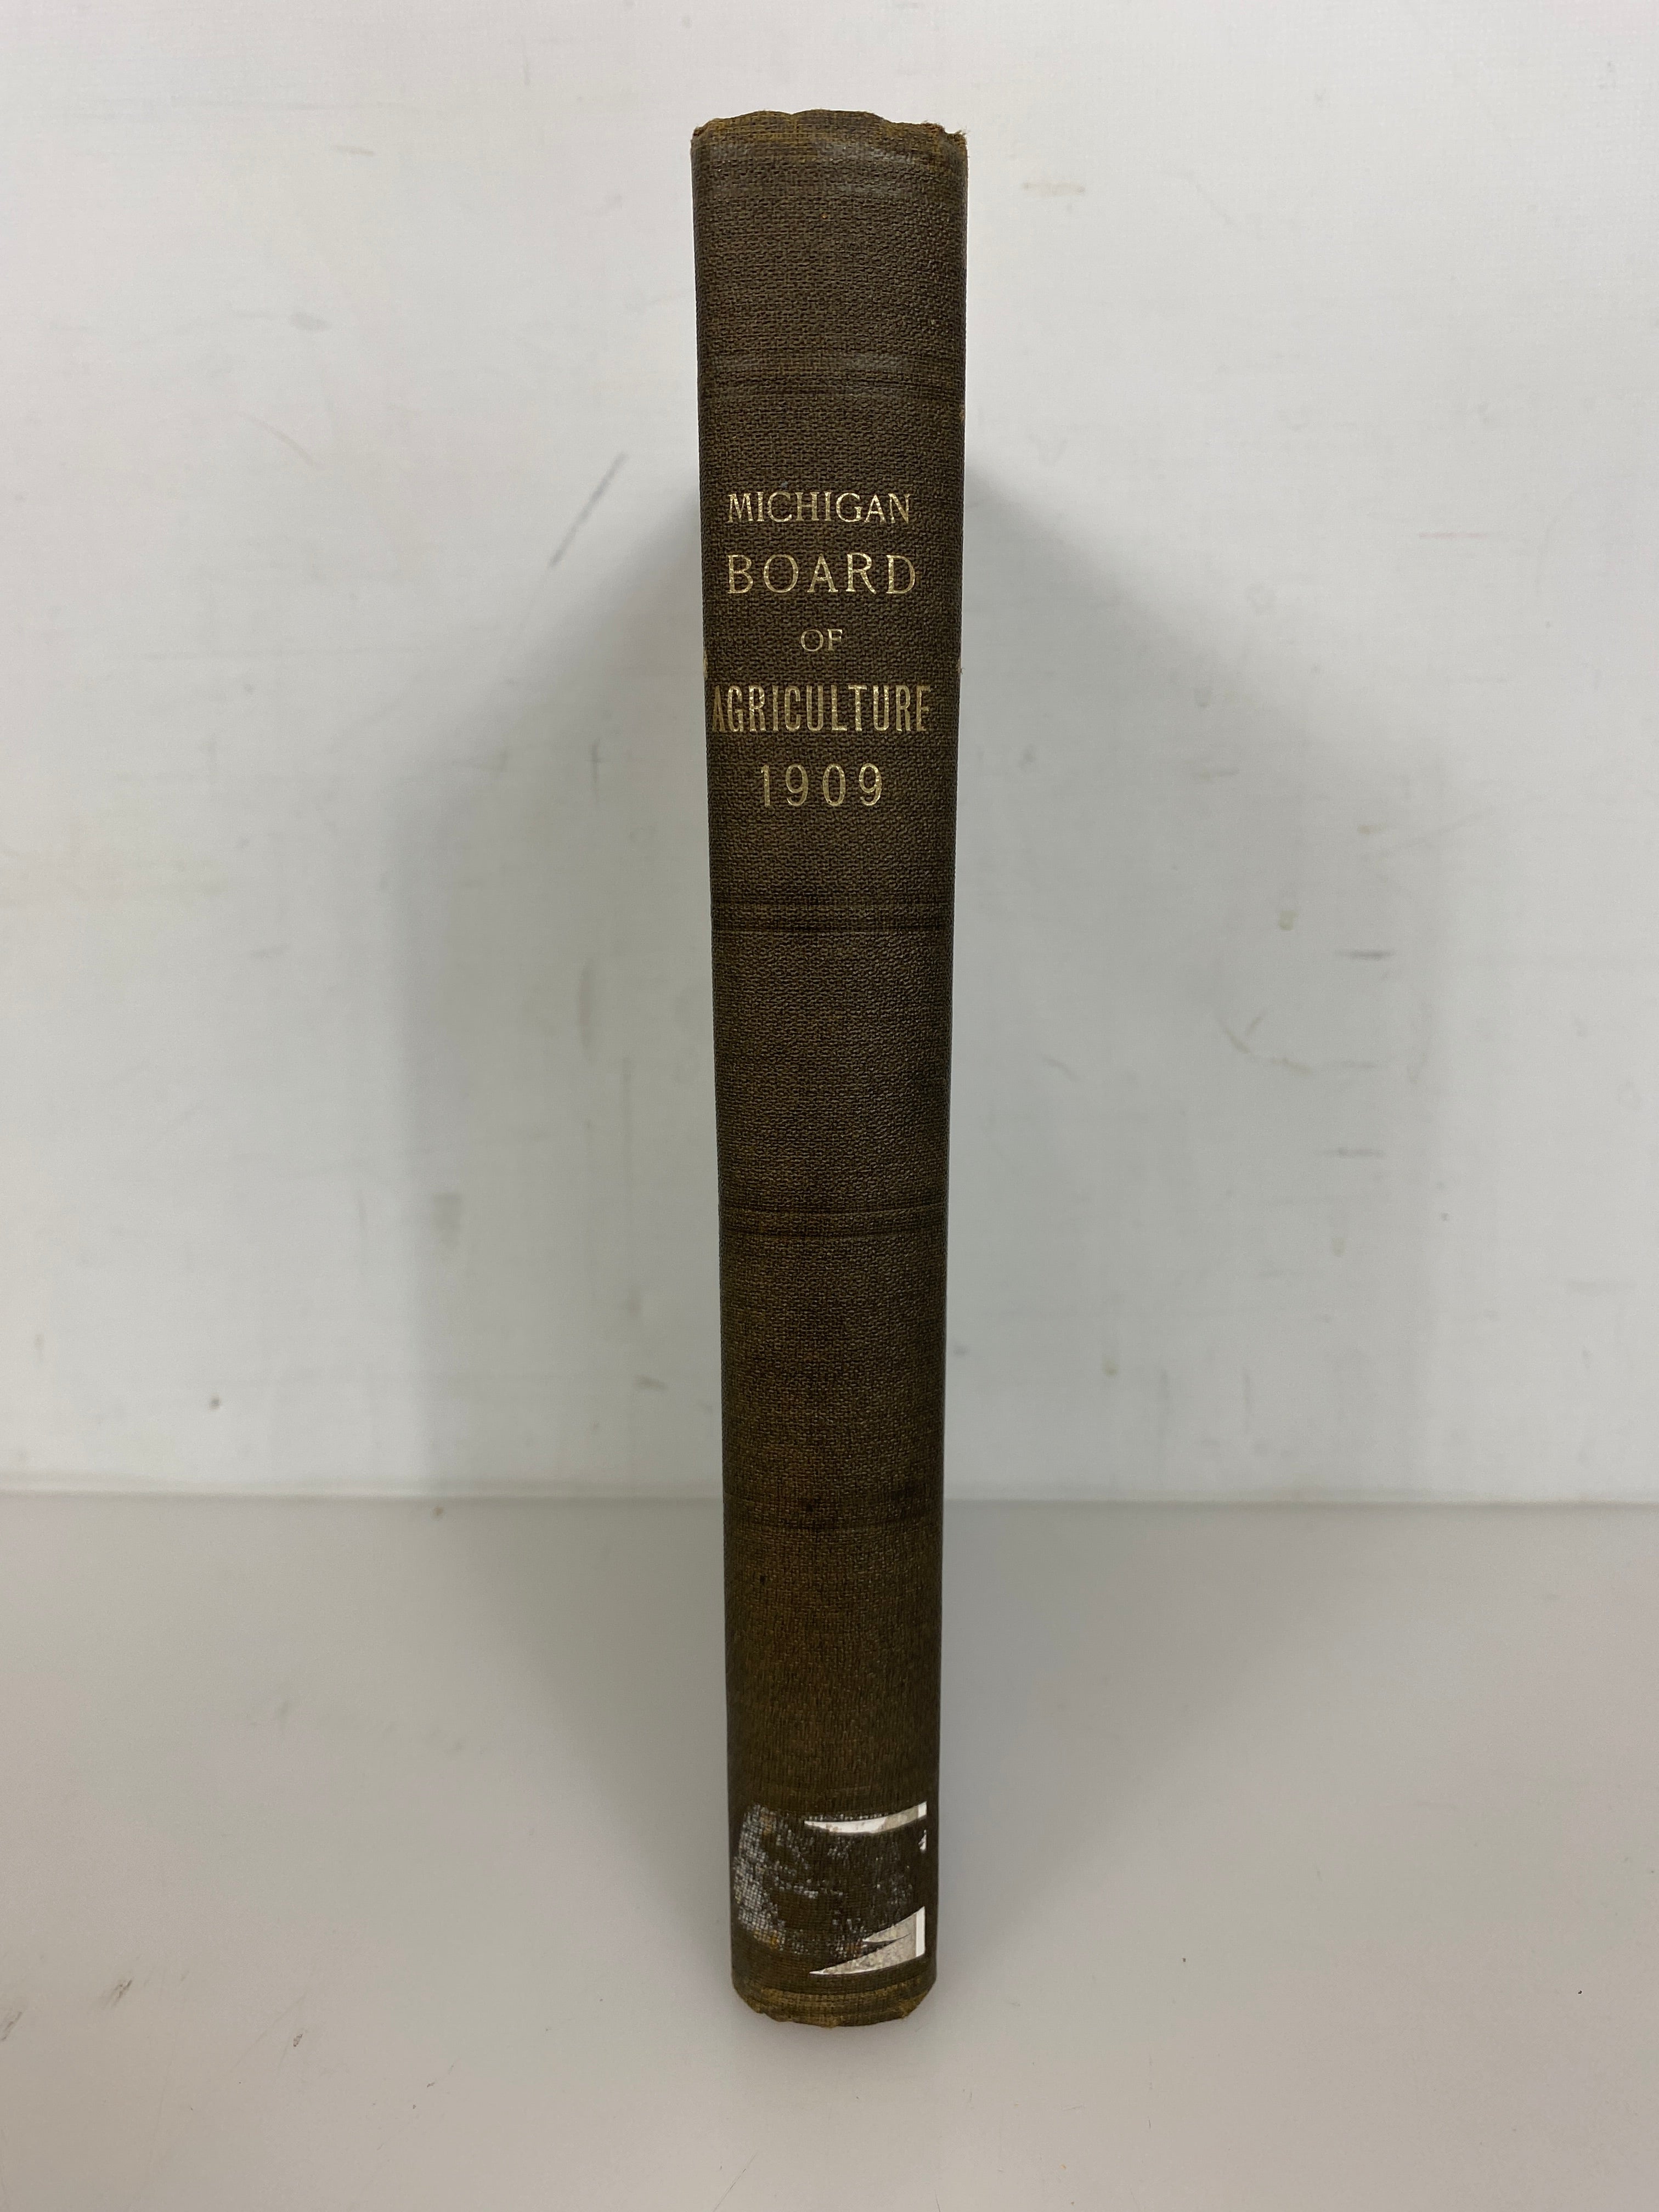 MICHIGAN
BOARD
OF
AGRICULTURE
1909